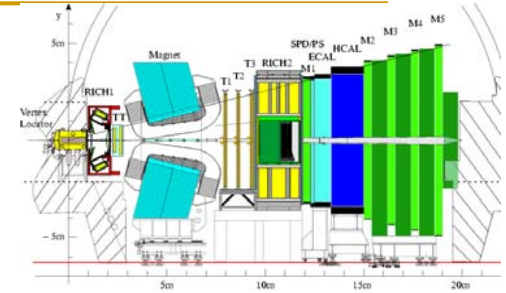 y
5m
Magnet
SPD/PS
ECAL
HCAL
M2
M3
M4
M5
T1
T2
T3
RICH2
M1
RICH1
Vertex
Locator
TT
– 5m
5m
10m
15m
20m
z